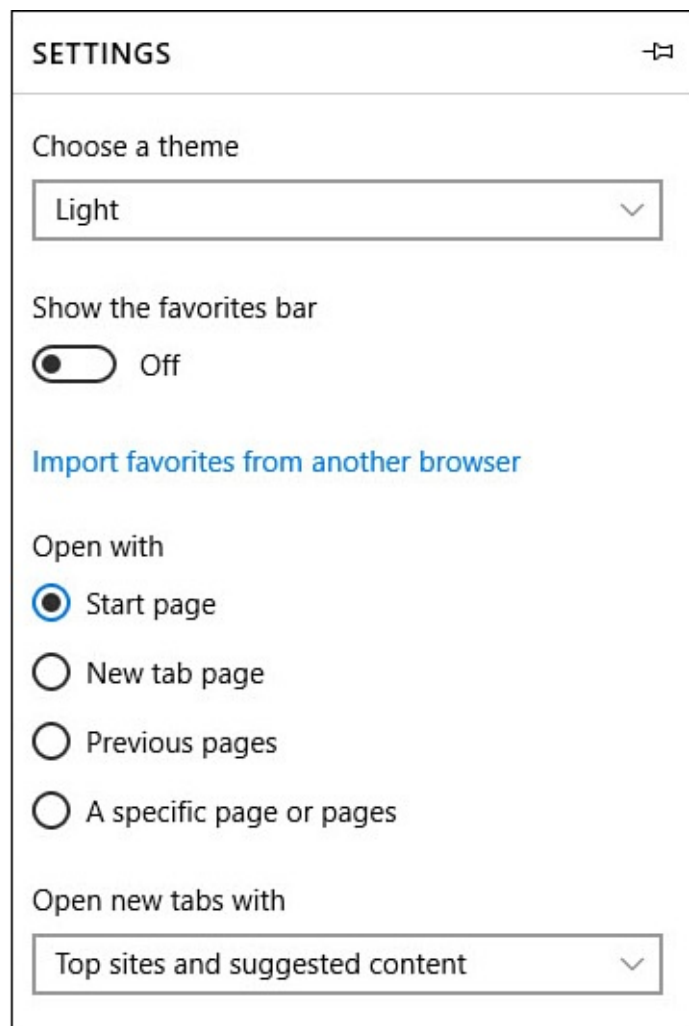 SETTINGS
Choose a theme
Light
Show the favorites bar
Off
Import favorites from another browser
Open with
Start page
New tab page
Previous pages
A specific page or pages
Open new tabs with
Top sites and suggested content